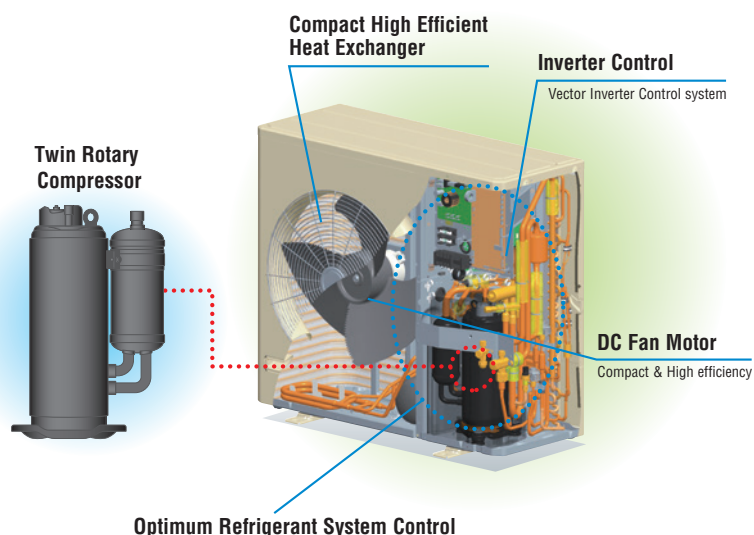 Compact High Efficient
Heat Exchanger
Inverter Control
Vector Inverter Control system
Twin Rotary
Compressor
DC Fan Motor
Compact & High efficiency
Optimum Refrigerant System Control